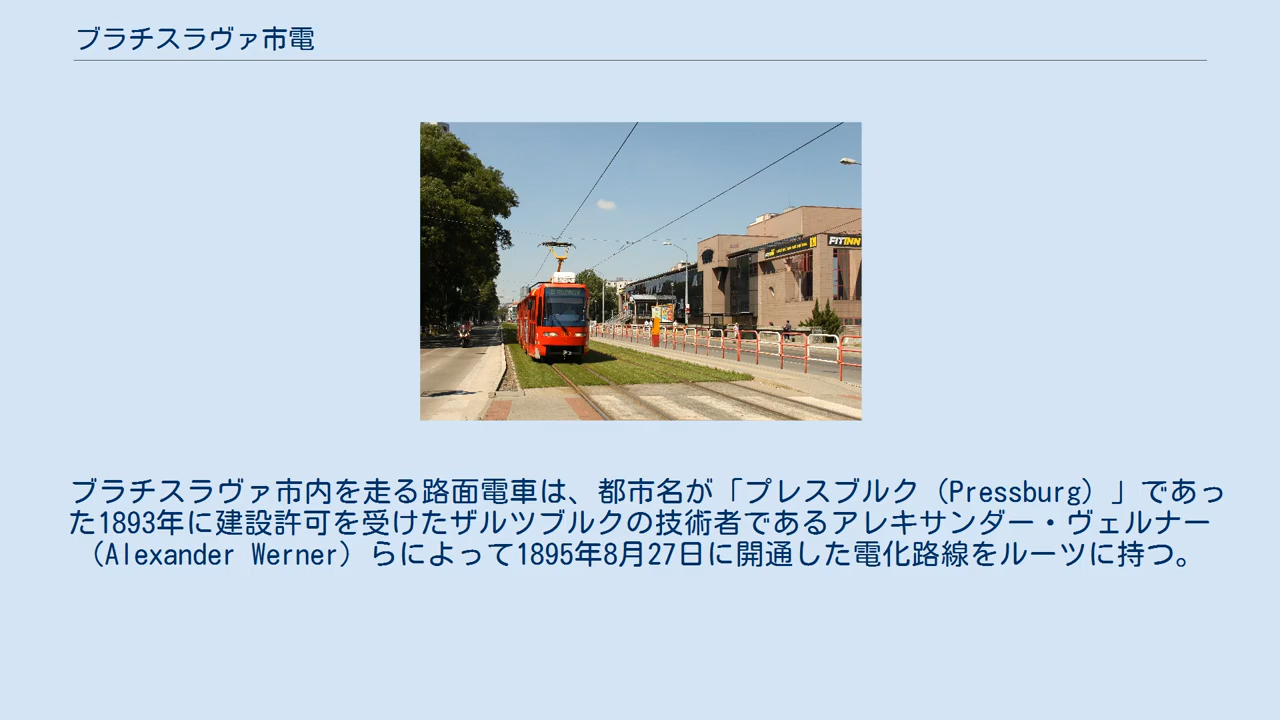 ブラチスラヴァ市電
FITINN
ブラチスラヴァ市内を走る路面電車は、都市名が「プレスブルク（Pressburg）」であっ
た1893年に建設許可を受けたザルツブルクの技術者であるアレキサンダー・ヴェルナー
（Alexander Werner）らによって1895年8月27日に開通した電化路線をルーツに持つ。